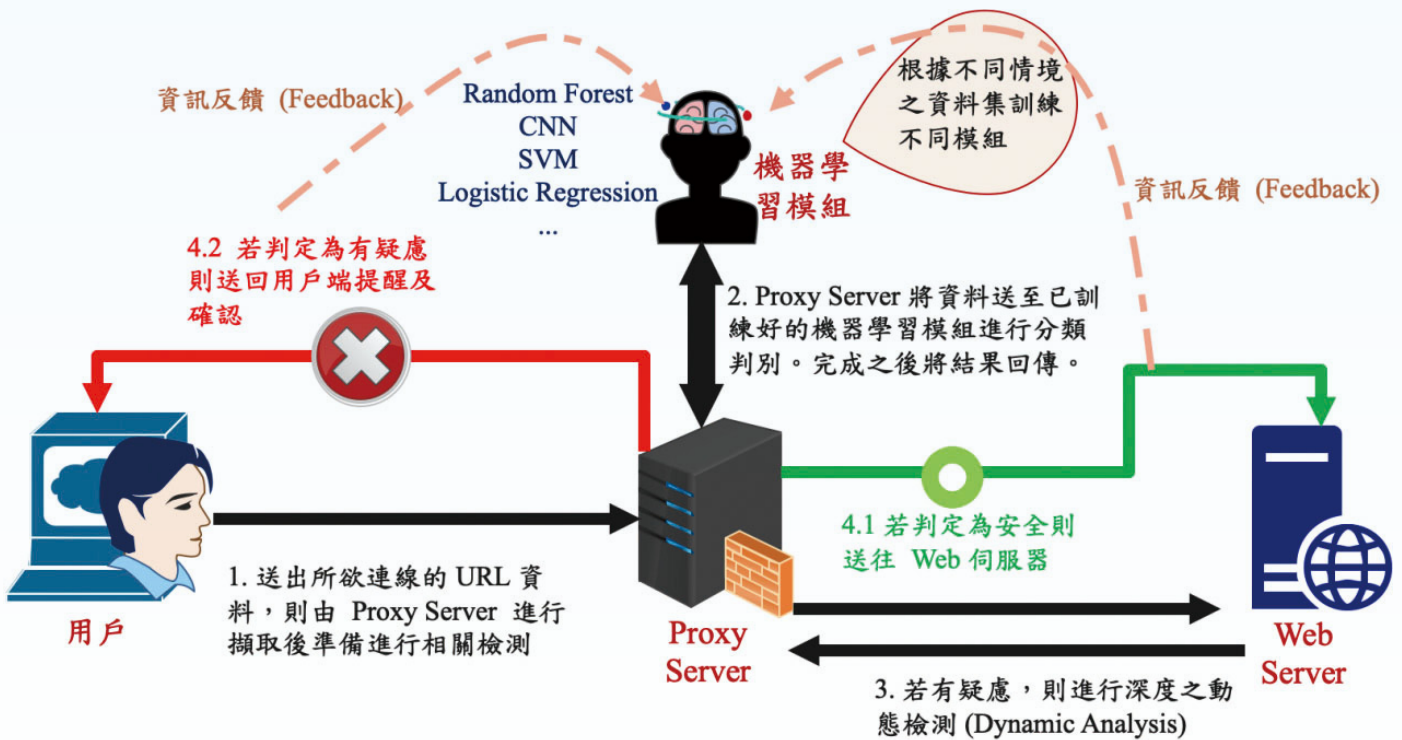 資訊反饋 (Feedback)
Random Forest
CNN
SVM
Logistic Regression
...
機器學
習模組
根據不同情境
之資料集訓練
不同模組
資訊反饋 (Feedback)
4.2 若判定為有疑慮
則送回用戶端提醒及
確認
2. Proxy Server 將資料送至已訓
練好的機器學習模組進行分類
判別。完成之後將結果回傳。
4.1 若判定為安全則
送往 Web 伺服器
用戶
1. 送出所欲連線的 URL 資
料，則由 Proxy Server 進行
擷取後準備進行相關檢測
Proxy
Server
Web
Server
3. 若有疑慮，則進行深度之動
態檢測 (Dynamic Analysis)